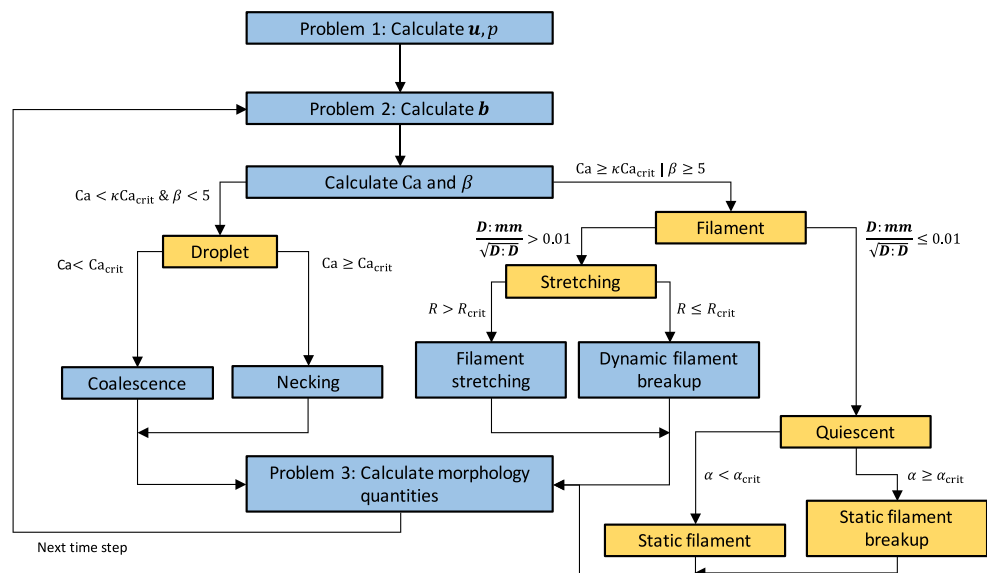 Problem 1: Calculate u, p
Problem 2: Calculate b
Calculate Ca and β
Ca < κCa_crit & β < 5
Ca ≥ κCa_crit | β ≥ 5
Droplet
Filament
Ca< Ca_crit
Ca ≥ Ca_crit
D: mm / √D: D > 0.01
D: mm / √D: D ≤ 0.01
Stretching
R > R_crit
R ≤ R_crit
Coalescence
Necking
Filament
stretching
Dynamic filament
breakup
Quiescent
Problem 3: Calculate morphology
quantities
α < α_crit
α ≥ α_crit
Static filament
Static filament
breakup
Next time step